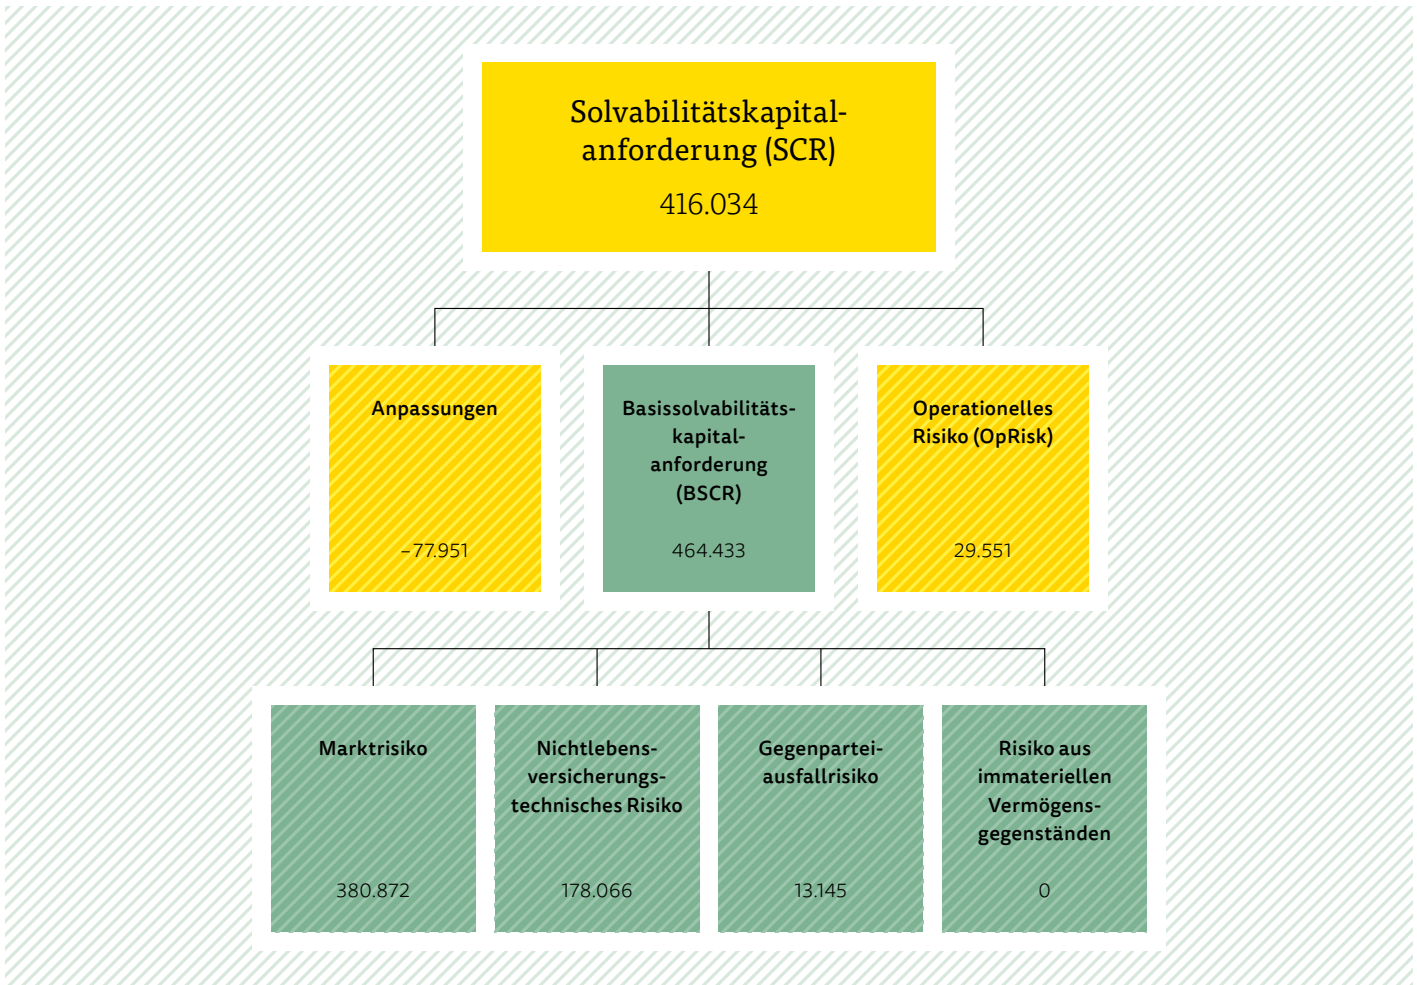 Solvabilitätskapital-
anforderung (SCR)
416.034
Anpassungen
–77.951
Basissolvabilitäts-
kapital-
anforderung
(BSCR)
464.433
Operationelles
Risiko (OpRisk)
29.551
Marktrisiko
380.872
Nichtlebens-
versicherungs-
technisches Risiko
178.066
Gegenpartei-
ausfallrisiko
13.145
Risiko aus
immateriellen
Vermögens-
gegenständen
0